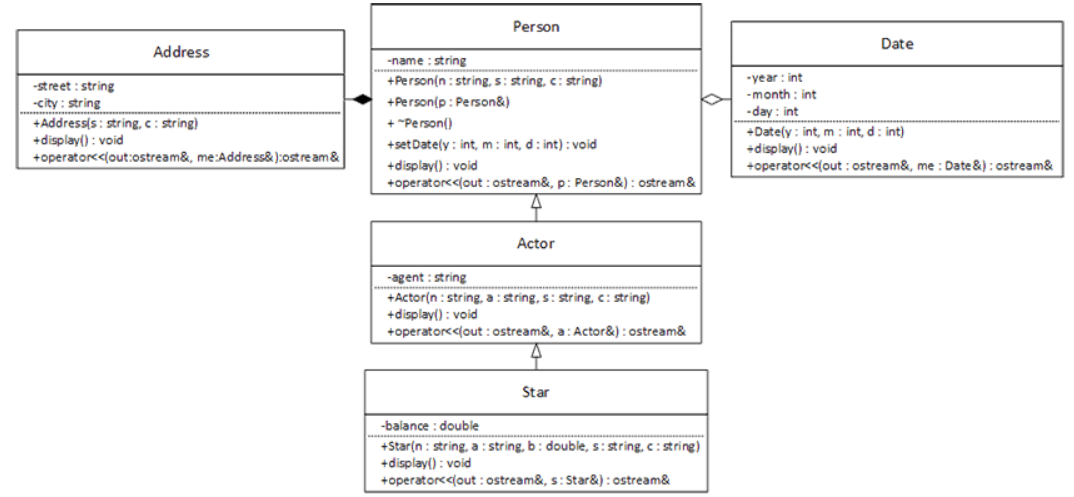 Address
-street : string
-city : string
+Address(s : string, c : string)
+display() : void
+operator<<(out:ostream&, me:Address&):ostream&
Person
-name : string
+Person(n : string, s : string, c : string)
+Person(p : Person&)
+ ~Person()
+setDate(y : int, m : int, d : int) : void
+display() : void
+operator<<(out : ostream&, p : Person&) : ostream&
Date
-year : int
-month : int
-day : int
+Date(y : int, m : int, d : int)
+display() : void
+operator<<(out : ostream&, me : Date&) : ostream&
Actor
-agent : string
+Actor(n : string, a : string, s : string, c : string)
+display() : void
+operator<<(out : ostream&, a : Actor&) : ostream&
Star
-balance : double
+Star(n : string, a : string, b : double, s : string, c : string)
+display() : void
+operator<<(out : ostream&, s : Star&) : ostream&